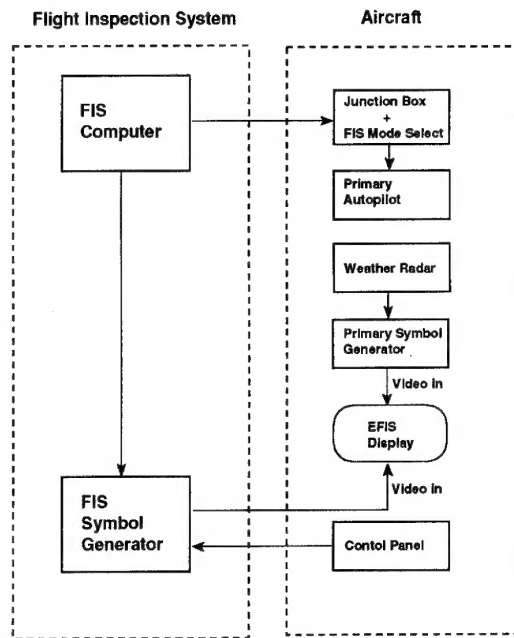 Flight Inspection System
Aircraft
FIS
Computer
Junction Box
+
FIS Mode Select
Primary
Autopilot
Weather Radar
Primary Symbol
Generator
Video in
EFIS
Display
Video in
FIS
Symbol
Generator
Contol Panel